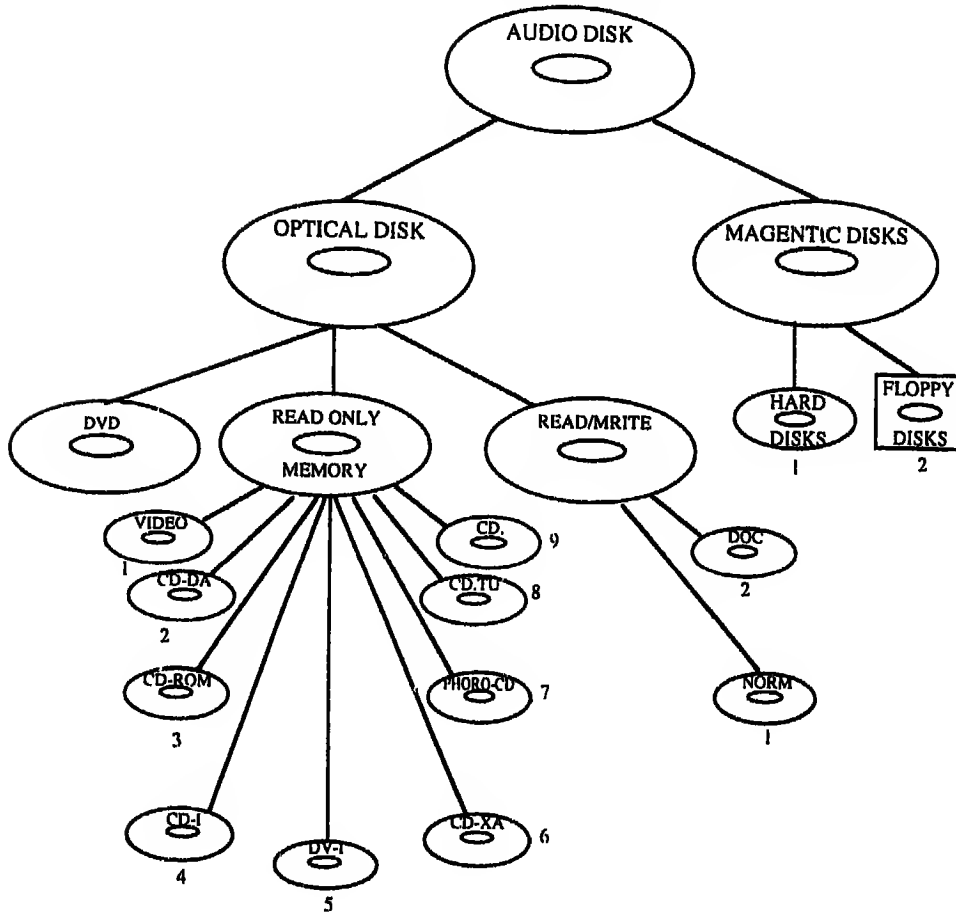 AUDIO DISK
OPTICAL DISK
MAGENTIC DISKS
DVD
READ ONLY
MEMORY
READ/MRITE
HARD
DISKS
1
FLOPPY
DISKS
2
VIDEO
1
CD-DA
2
CD-ROM
3
CD-I
4
DV-I
5
CD-XA
6
PHORO-CD
7
CD.TU
8
CD.
9
DOC
2
NORM
1